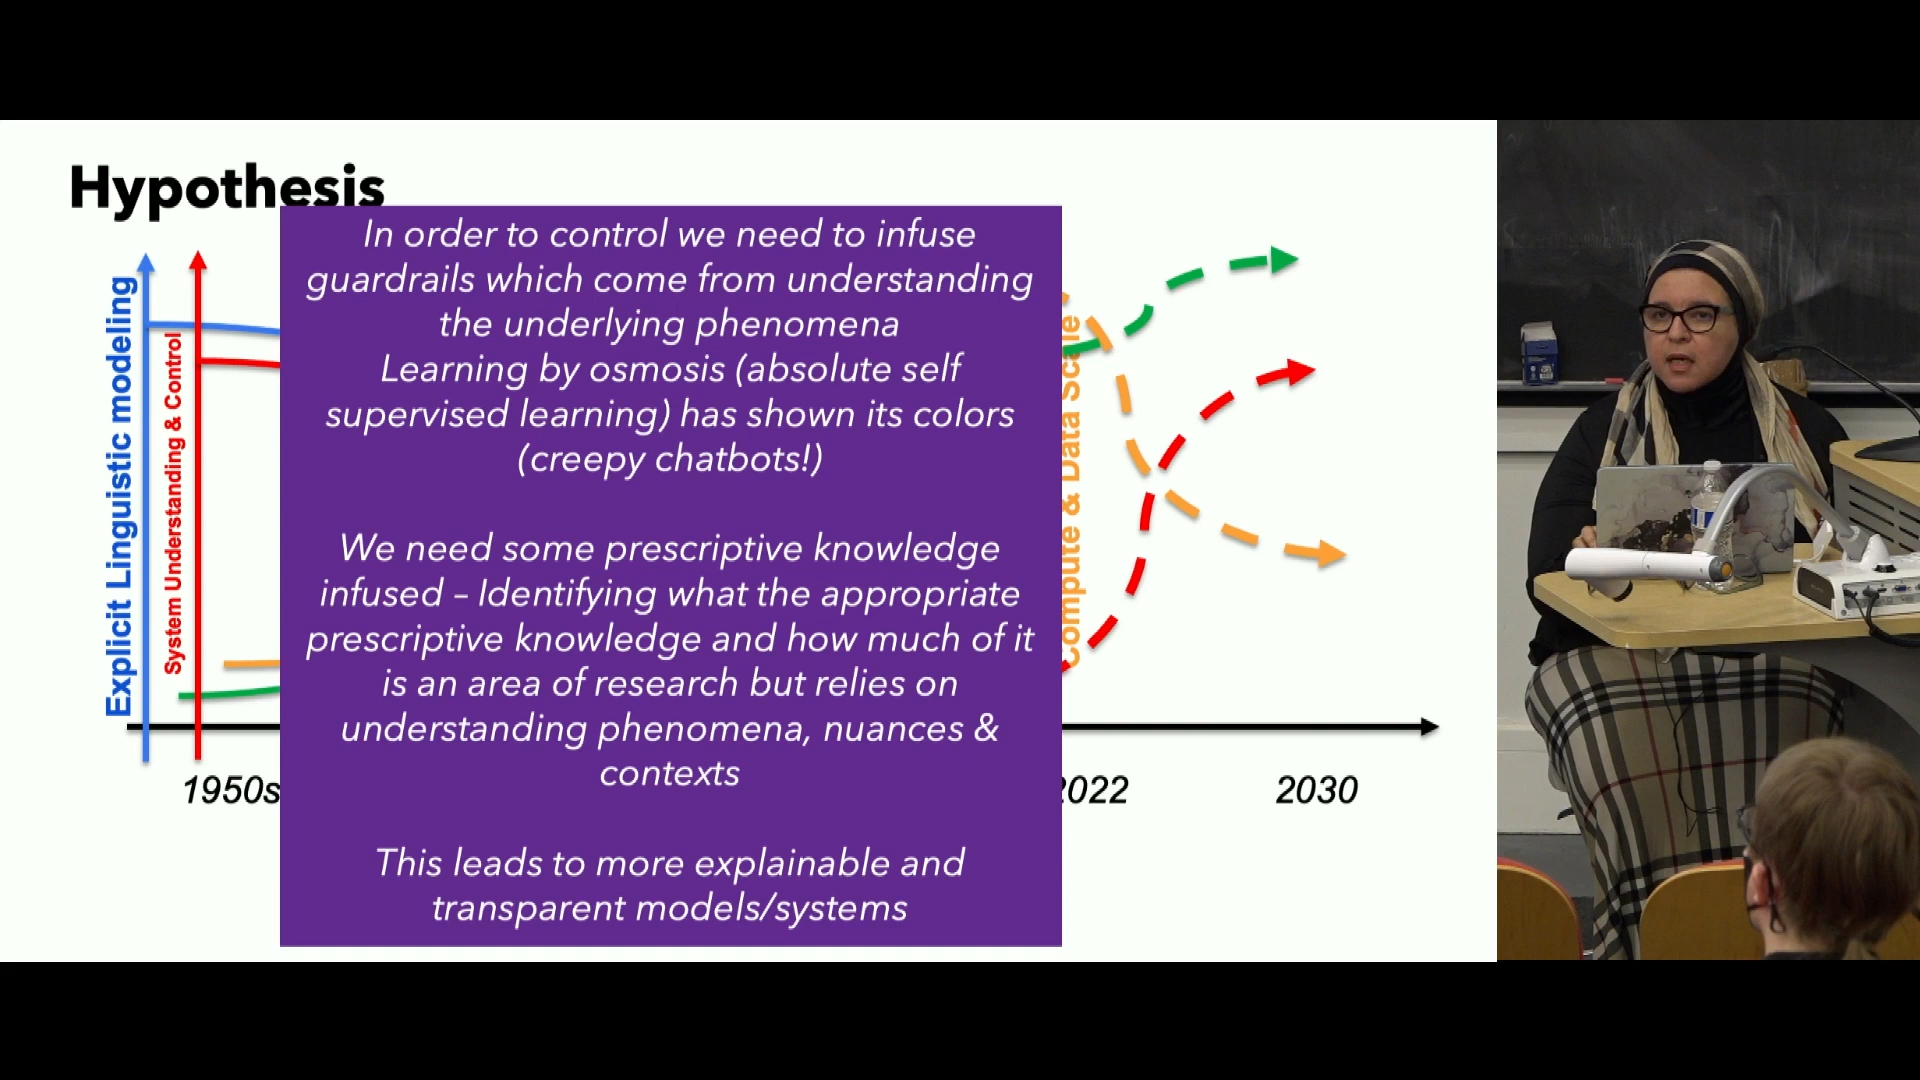 Hypothesis
In order to control we need to infuse
guardrails which come from understanding
the underlying phenomena
Learning by osmosis (absolute self
supervised learning) has shown its colors
(creepy chatbots!)
We need some prescriptive knowledge
infused – Identifying what the appropriate
prescriptive knowledge and how much of it
is an area of research but relies on
understanding phenomena, nuances &
contexts
This leads to more explainable and
transparent models/systems
Explicit Linguistic modeling
System Understanding & Control
Compute & Data Scale
1950s
2022
2030